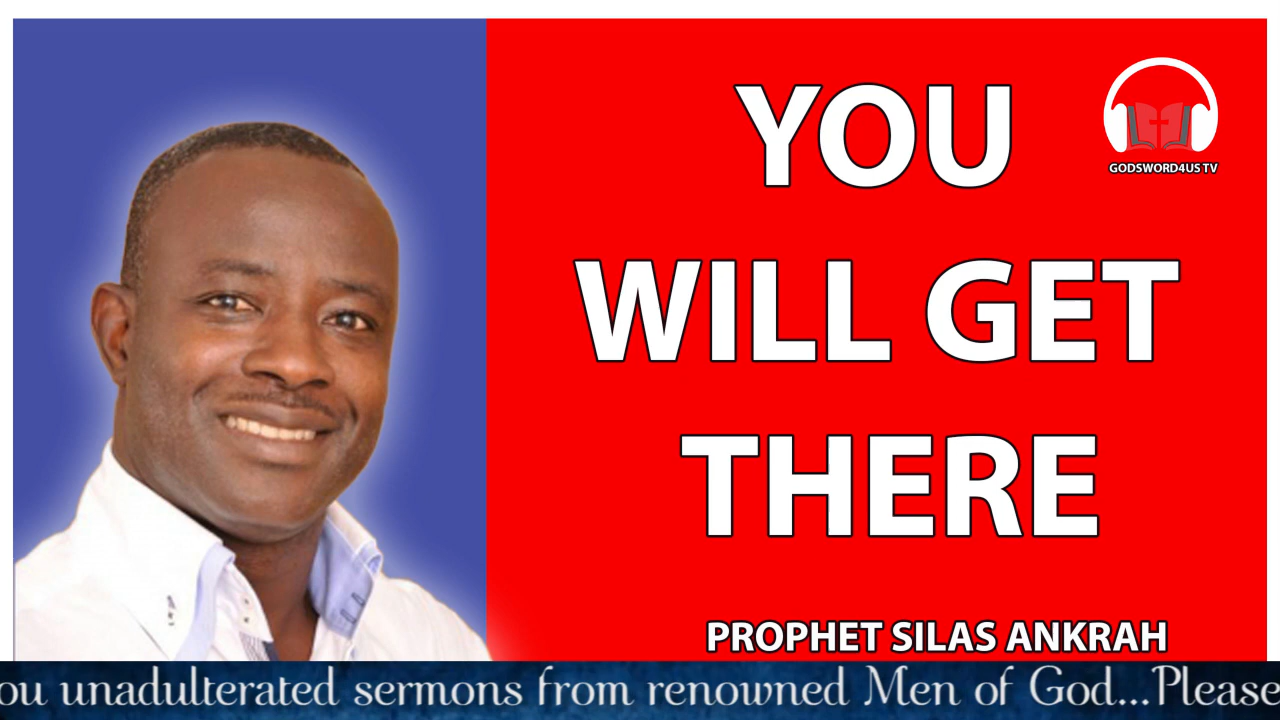 YOU
GODSWORD4US TV
WILL GET
THERE
PROPHET SILAS ANKRAH
unadulterated sermons from renowned Men of God...Please